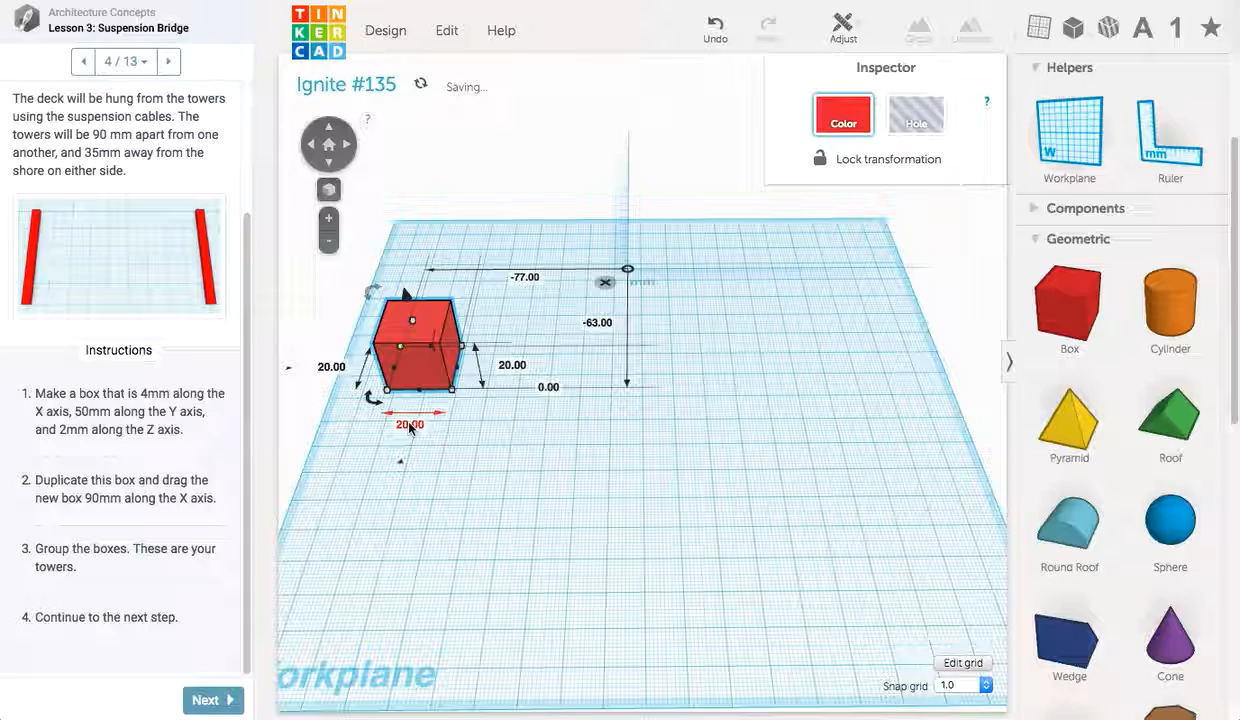 Architecture Concepts
Lesson 3: Suspension Bridge
4 / 13
The deck will be hung from the towers
using the suspension cables. The
towers will be 90 mm apart from one
another, and 35mm away from the
shore on either side.
Instructions
1. Make a box that is 4mm along the
X axis, 50mm along the Y axis,
and 2mm along the Z axis.
2. Duplicate this box and drag the
new box 90mm along the X axis.
3. Group the boxes. These are your
towers.
4. Continue to the next step.
Next
TIN
KER
CAD
Design
Edit
Help
Undo
Adjust
Ignite #135
Saving...
?
Inspector
Color
Hole
?
Lock transformation
-77.00
mm
-63.00
20.00
20.00
0.00
20.00
orkplane
Edit grid
Snap grid
1.0
A
1
Helpers
W
Workplane
mm
Ruler
Components
Geometric
Box
Cylinder
Pyramid
Roof
Round Roof
Sphere
Wedge
Cone